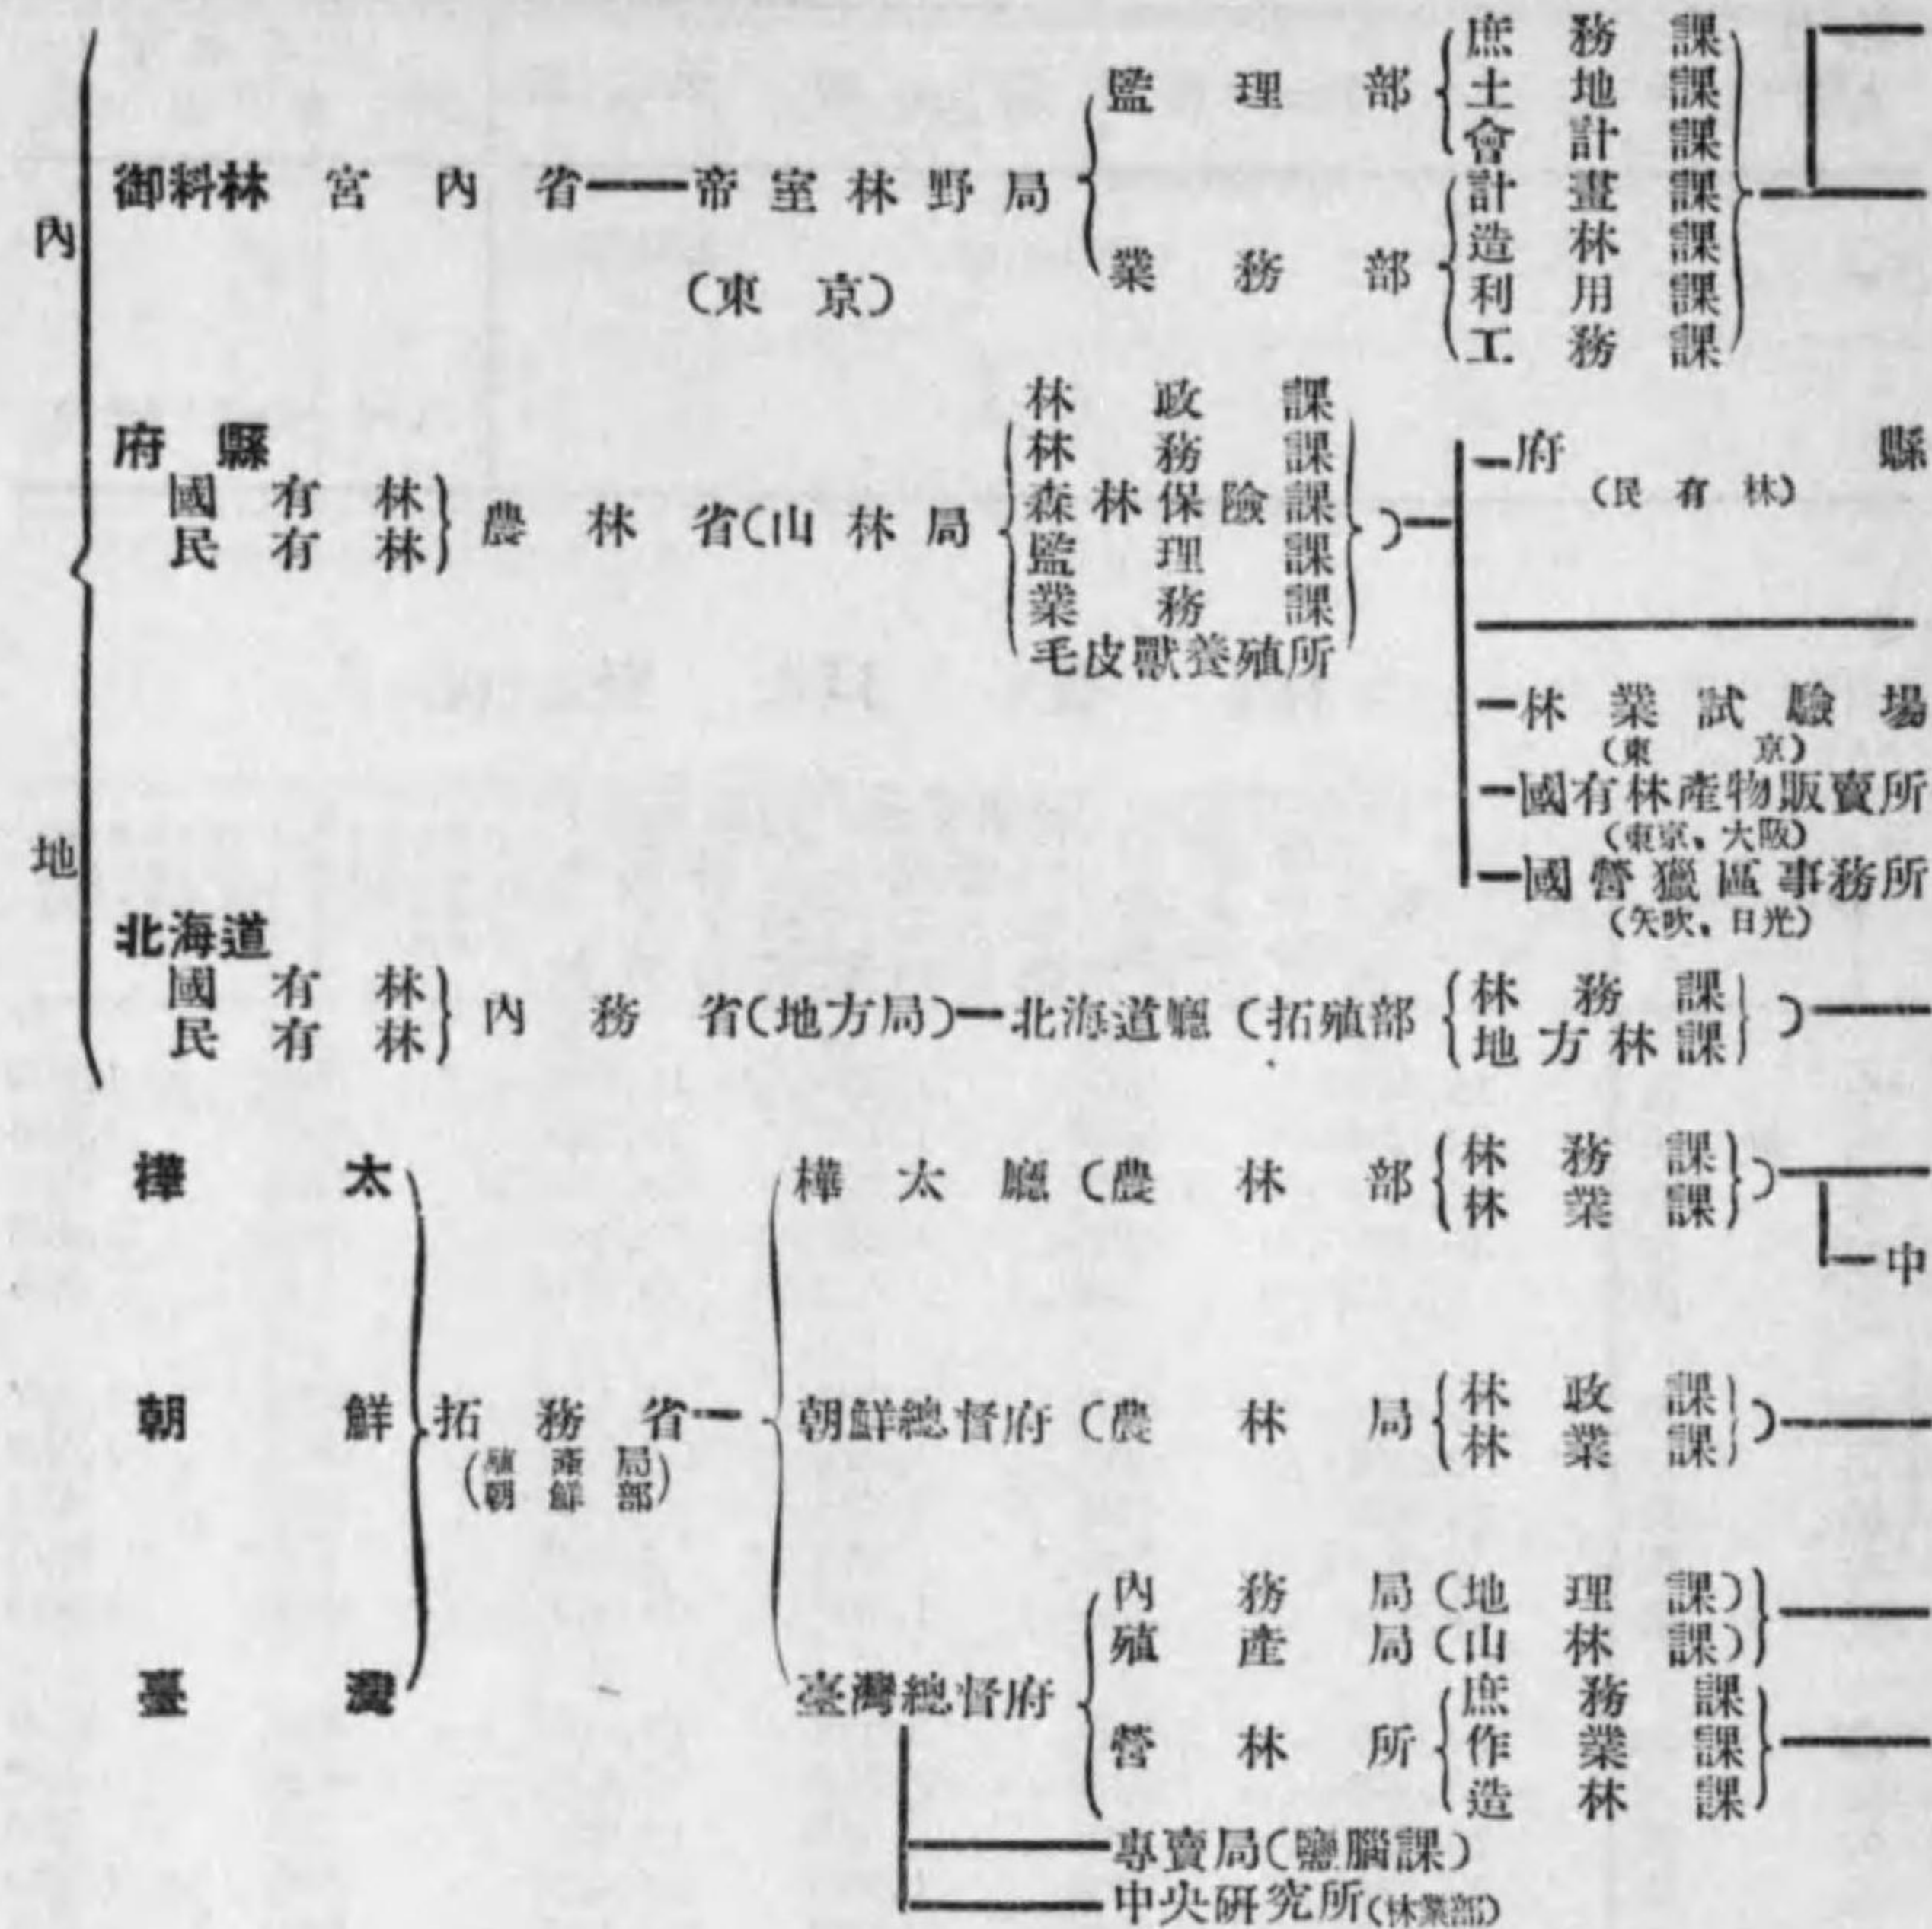 內地
御料林 宮內省——帝室林野局
(東京)
監理部
庶務課
土地課
會計課
業務部
計畫課
造林課
利用課
工務課
府縣
國有林
民有林
農林省(山林局
林政課
林務課
森林保險課
監理課
業務課
毛皮獸養殖所
)
府縣
(民有林)
林業試驗場
(東京)
國有林產物販賣所
(東京、大阪)
國營獵區事務所
(矢吹、日光)
北海道
國有林
民有林
內務省(地方局)—北海道廳(拓殖部
林務課
地方林課
)
樺太
朝鮮
臺灣
拓務省
(殖產局
朝鮮部)
樺太廳(農林部
林務課
林業課
)
中
朝鮮總督府(農林局
林政課
林業課
)
臺灣總督府
內務局(地理課)
殖產局(山林課)
營林所
庶務課
作業課
造林課
專賣局(鹽腦課)
中央研究所(林業部)